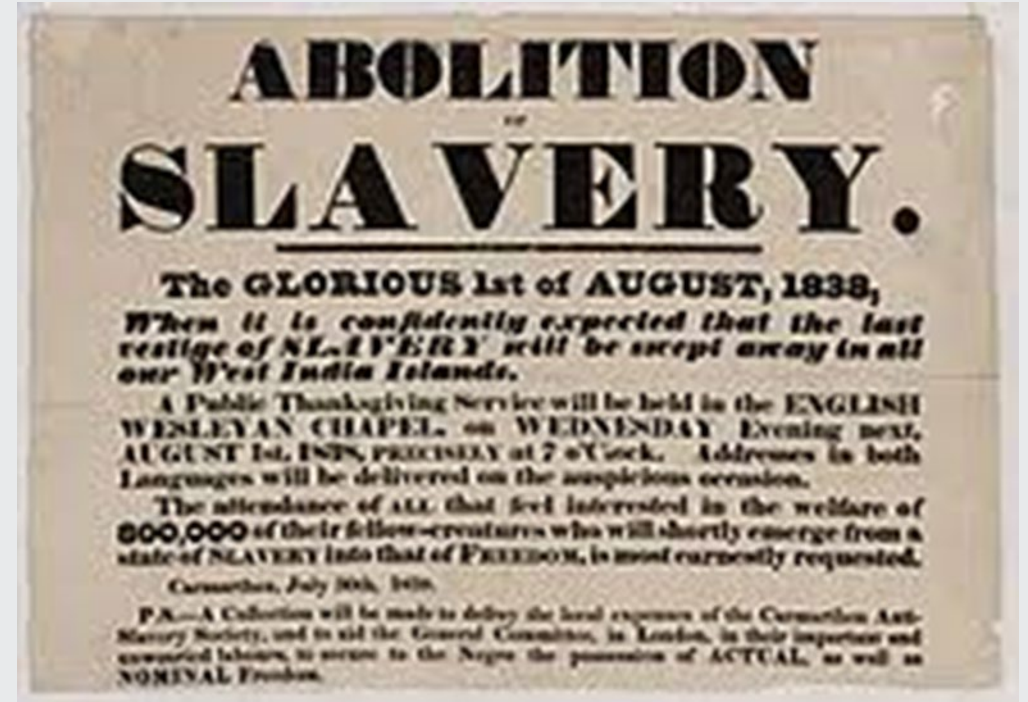 ABOLITION
OF
SLAVERY.
The GLORIOUS 1st of AUGUST, 1838,
When it is confidently expected that the last
vestige of SLAVERY will be swept away in all
our West India Islands.
A Public Thanksgiving Service will be held in the ENGLISH
WESLEYAN CHAPEL, on WEDNESDAY Evening next,
AUGUST 1st, 1838, PRECISELY at 7 o'Clock. Addresses in both
Languages will be delivered on the auspicious occasion.
The attendance of ALL that feel interested in the welfare of
800,000 of their fellow-creatures who will shortly emerge from a
state of SLAVERY into that of FREEDOM, is most earnestly requested.
Carmarthen, July 30th, 1838.
P.S.—A Collection will be made to defray the local expenses of the Carmarthen Anti-
Slavery Society, and to aid the General Committee, in London, in their important and
unwearied labours, to secure to the Negro the possession of ACTUAL, as well as
NOMINAL Freedom.